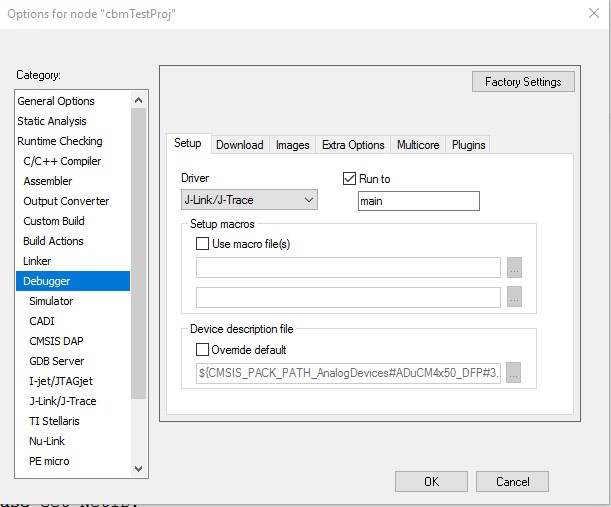 Options for node "cbmTestProj"
Category:
Factory Settings
General Options
Static Analysis
Runtime Checking
C/C++ Compiler
Assembler
Output Converter
Custom Build
Build Actions
Linker
Debugger
Simulator
CADI
CMSIS DAP
GDB Server
I-jet/JTAGjet
J-Link/J-Trace
TI Stellaris
Nu-Link
PE micro
Setup Download Images Extra Options Multicore Plugins
Driver
J-Link/J-Trace
Run to
main
Setup macros
Use macro file(s)
...
...
Device description file
Override default
${CMSIS_PACK_PATH_AnalogDevices#ADuCM4x50_DFP#3.
...
OK Cancel